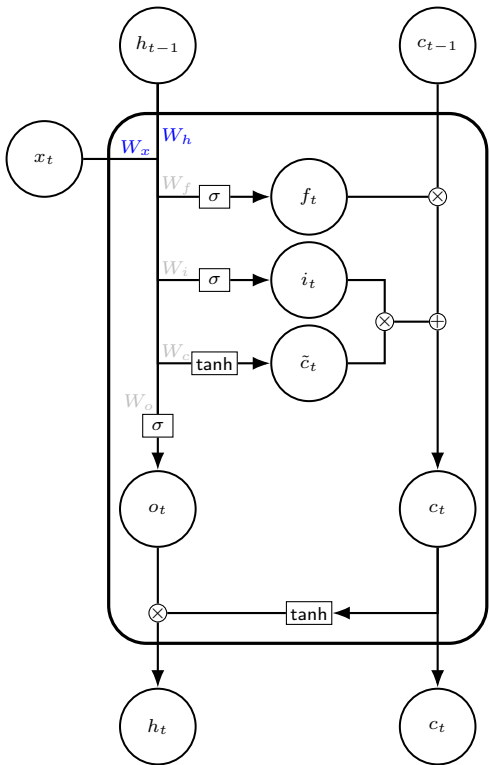 h_{t−1} c_{t−1}
W_h
x_t W_x
W_f σ f_t ⊗
W_i σ i_t
⊗ ⊕
W_c tanh c̃_t
W_o
σ
o_t c_t
⊗ tanh
h_t c_t